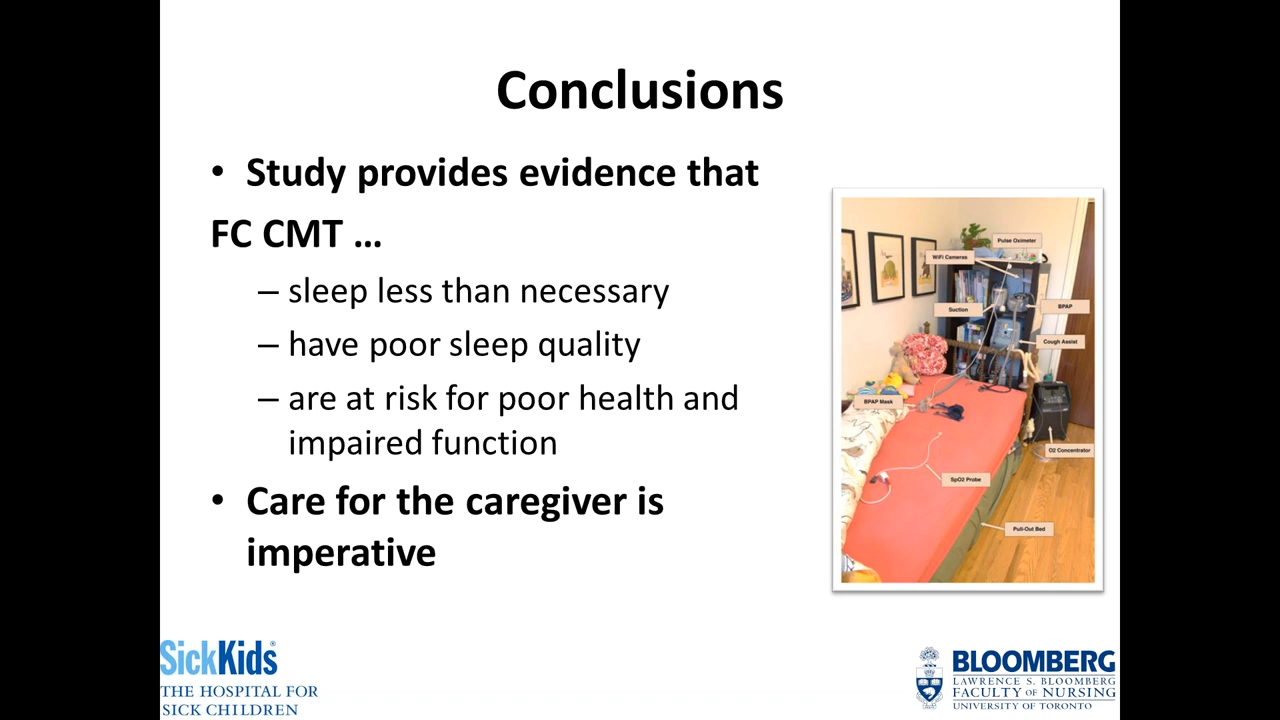 Conclusions
• Study provides evidence that
FC CMT …
– sleep less than necessary
– have poor sleep quality
– are at risk for poor health and
impaired function
• Care for the caregiver is
imperative
Pulse Oximeter
WiFi Cameras
Suction
BPAP
Cough Assist
BPAP Mask
O2 Concentrator
SpO2 Probe
Pull-Out Bed
SickKids®
THE HOSPITAL FOR
SICK CHILDREN
BLOOMBERG
LAWRENCE S. BLOOMBERG
FACULTY OF NURSING
UNIVERSITY OF TORONTO